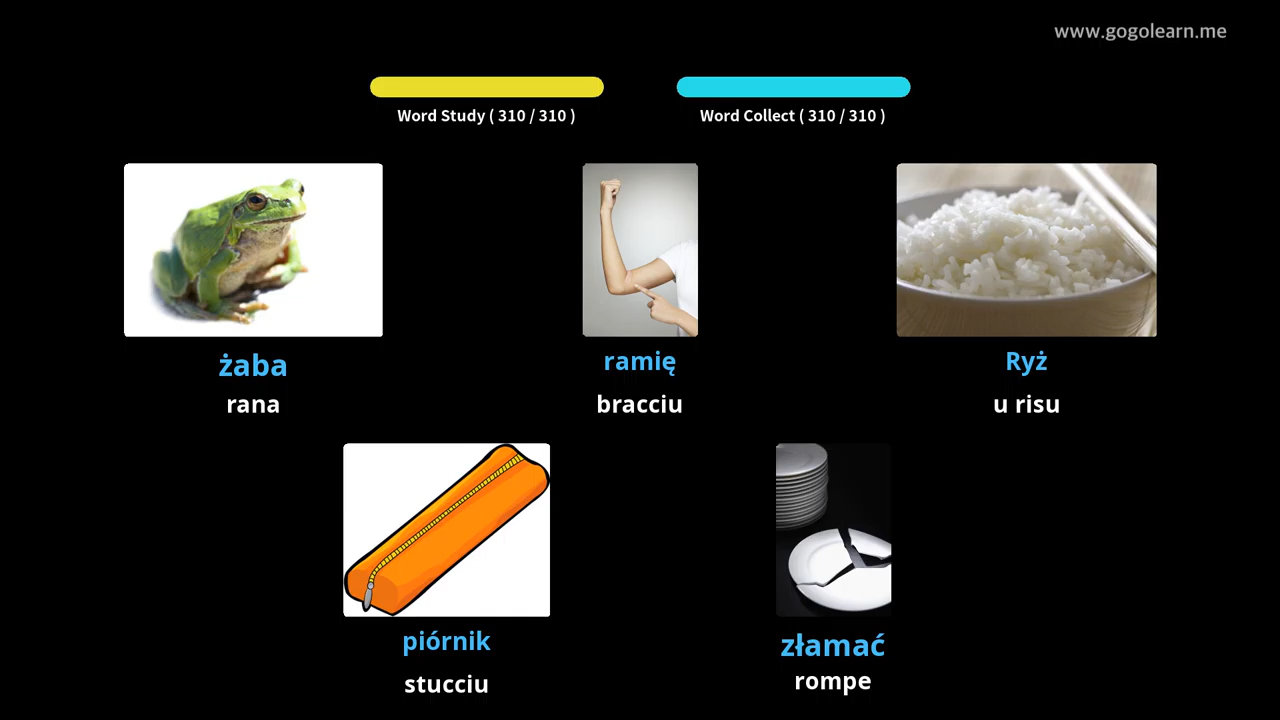 www.gogolearn.me
Word Study ( 310 / 310 )
Word Collect ( 310 / 310 )
żaba
ramię
Ryż
rana
bracciu
u risu
piórnik
złamać
stucciu
rompe